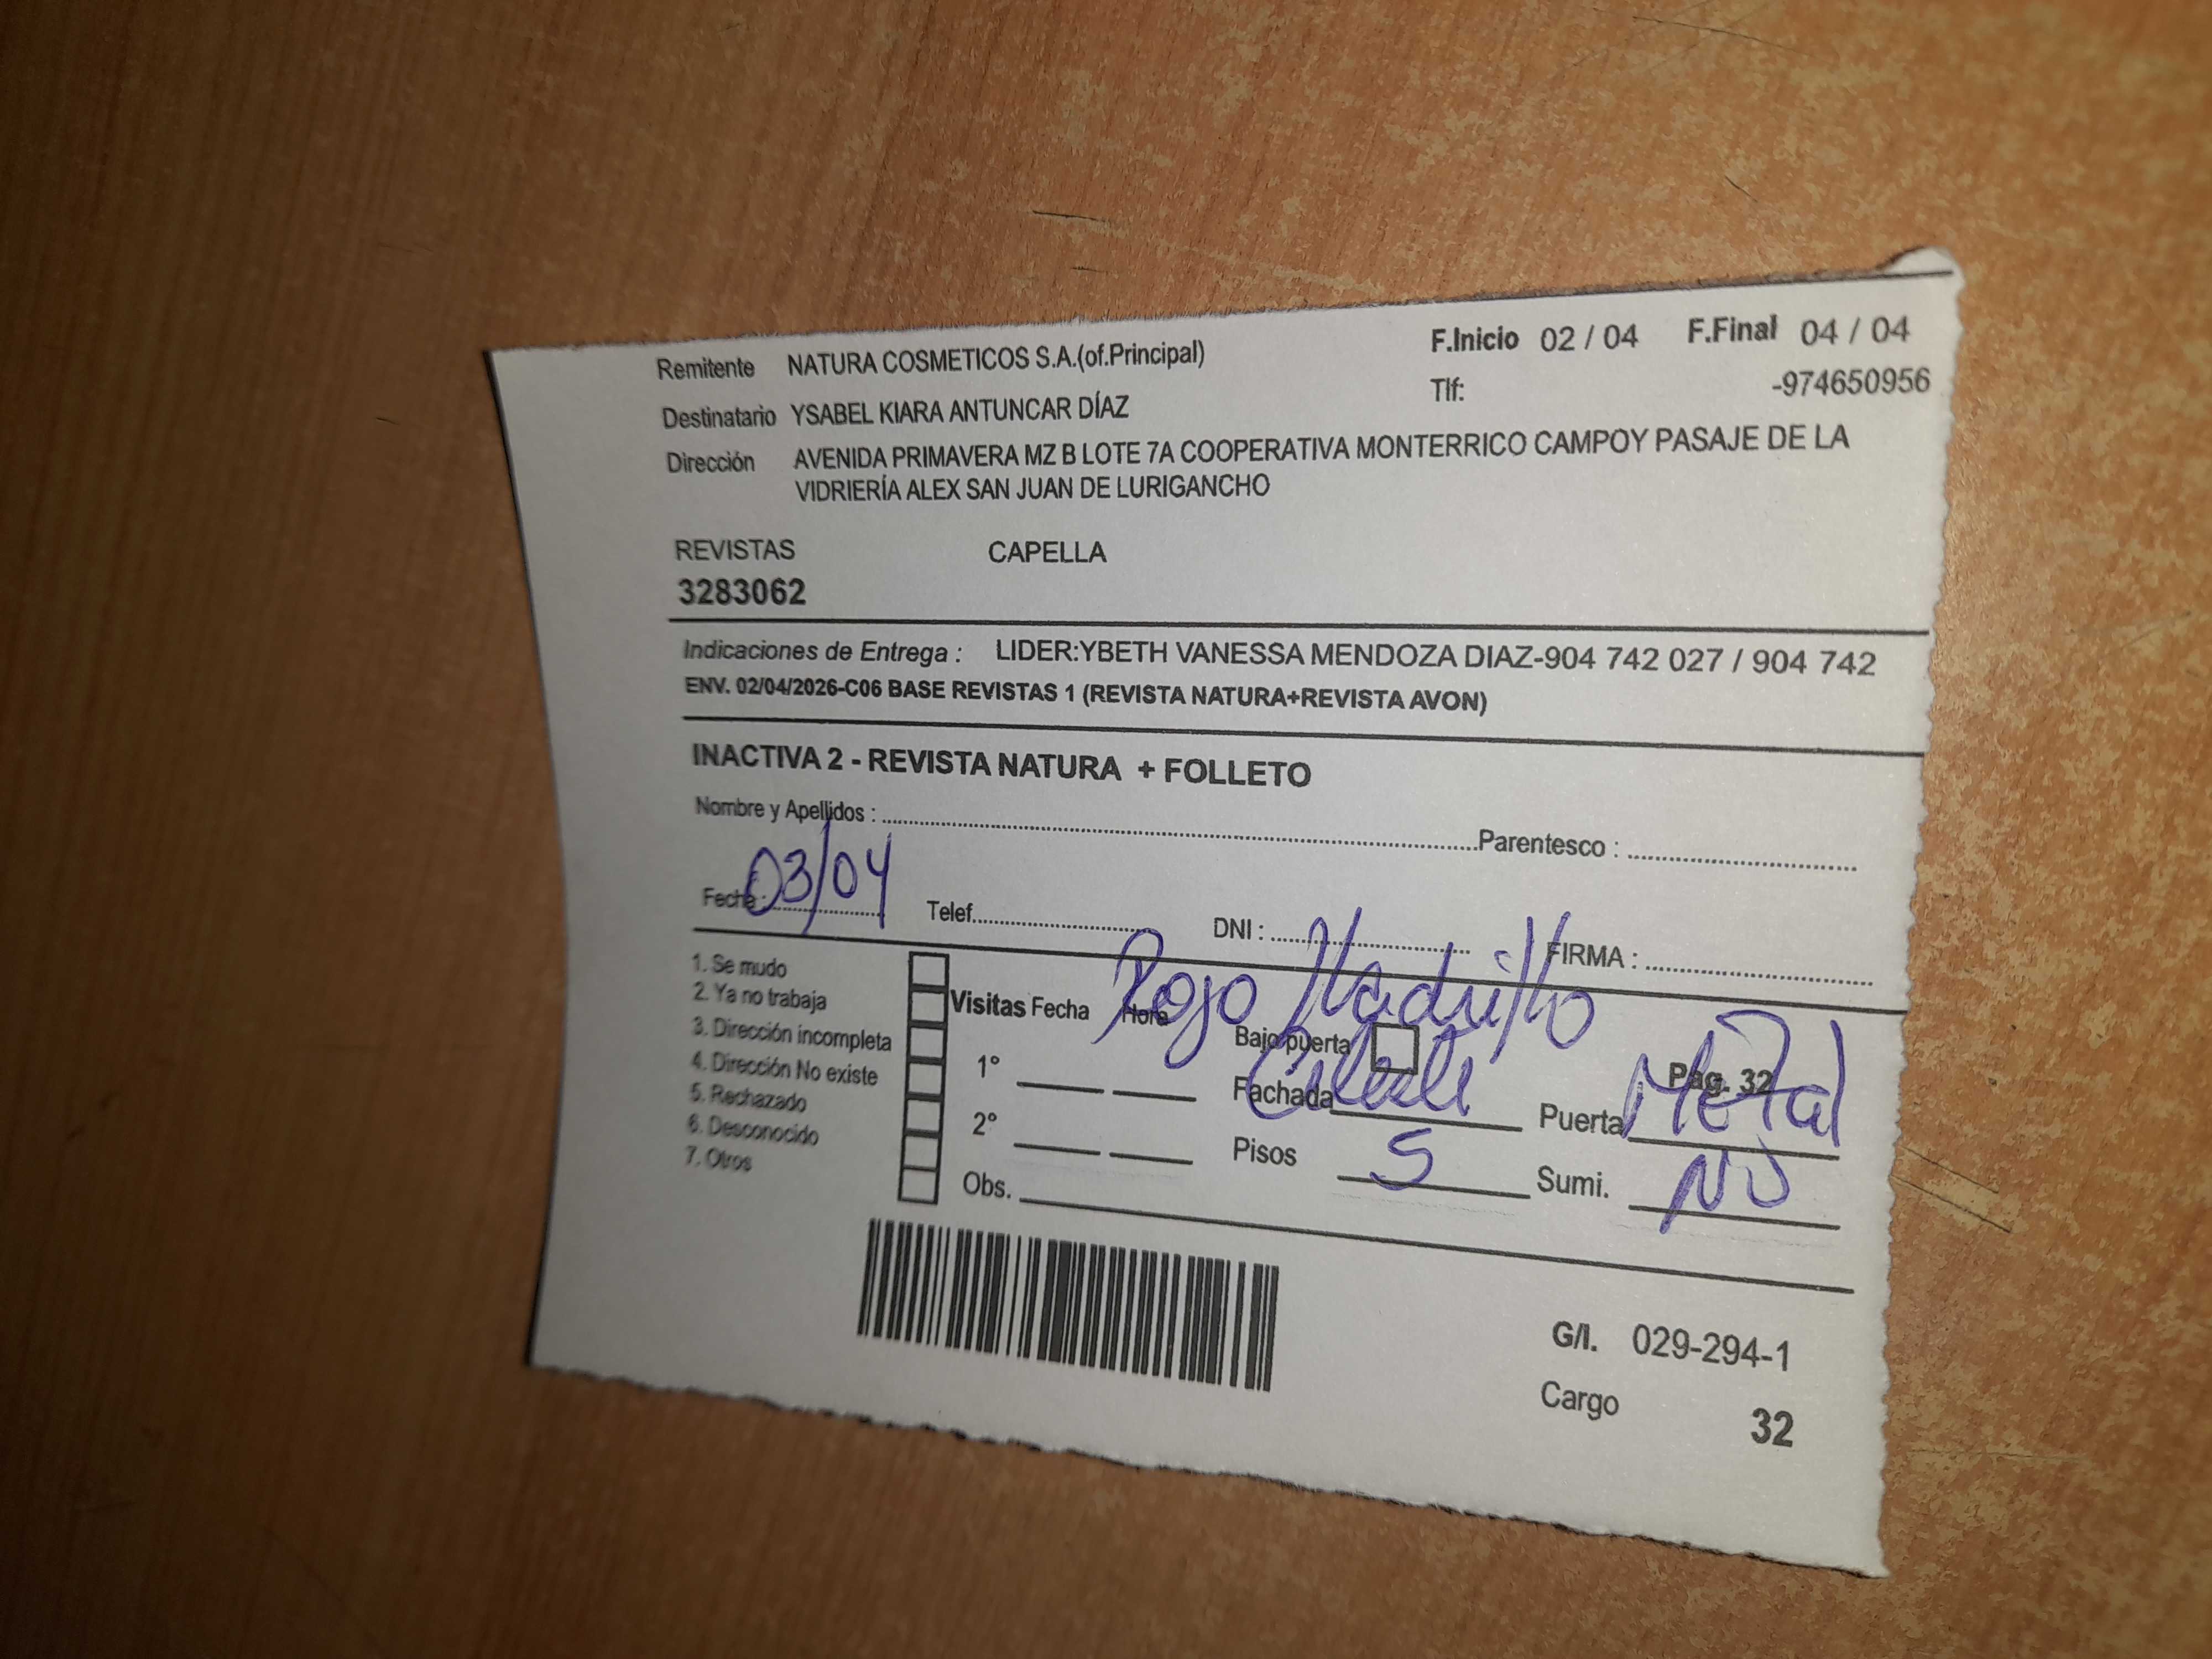 Remitente NATURA COSMETICOS S.A.(of.Principal) F.Inicio 02 / 04 F.Final 04 / 04
Destinatario YSABEL KIARA ANTUNCAR DÍAZ Tlf: -974650956
Dirección AVENIDA PRIMAVERA MZ B LOTE 7A COOPERATIVA MONTERRICO CAMPOY PASAJE DE LA
VIDRIERÍA ALEX SAN JUAN DE LURIGANCHO
REVISTAS CAPELLA
3283062
Indicaciones de Entrega : LIDER:YBETH VANESSA MENDOZA DIAZ-904 742 027 / 904 742
ENV. 02/04/2026-C06 BASE REVISTAS 1 (REVISTA NATURA+REVISTA AVON)
INACTIVA 2 - REVISTA NATURA + FOLLETO
Nombre y Apellidos : Parentesco :
Fecha : 03/04 Telef. DNI : FIRMA :
Rojo Lladrillo
1. Se mudo
2. Ya no trabaja
3. Dirección incompleta
4. Dirección No existe
5. Rechazado
6. Desconocido
7. Otros
Visitas Fecha Hora Bajo puerta Pag. 32
1° Fachada Celeste Puerta Metal
2° Pisos 5 Sumi. NO
Obs.
G/I. 029-294-1
Cargo 32